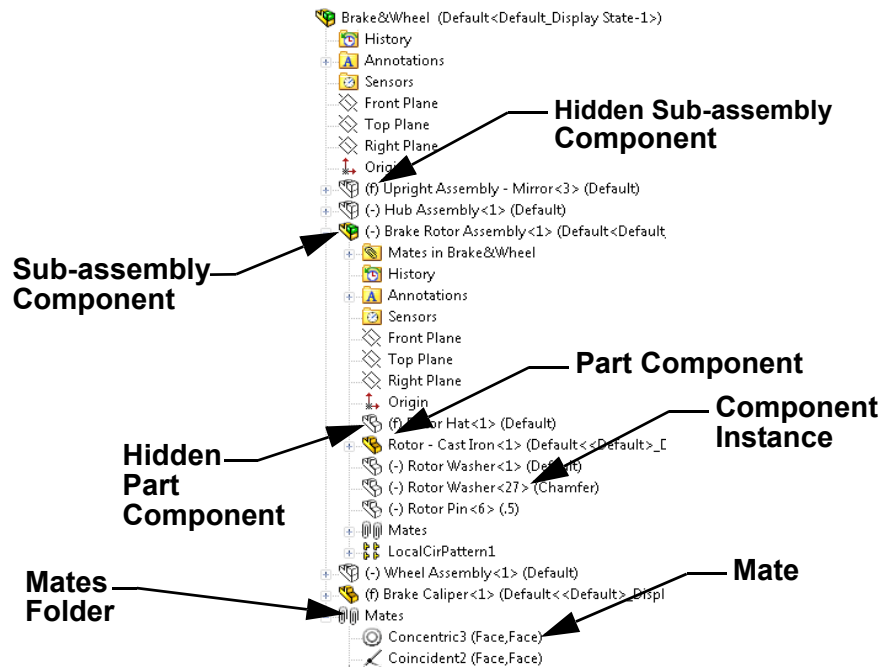 Brake&Wheel (Default<Default_Display State-1>)
History
Annotations
Sensors
Front Plane
Top Plane
Right Plane
Origin
(f) Upright Assembly - Mirror<3> (Default)
(-) Hub Assembly<1> (Default)
(-) Brake Rotor Assembly<1> (Default<Default_
Mates in Brake&Wheel
History
Annotations
Sensors
Front Plane
Top Plane
Right Plane
Origin
(f) Rotor Hat<1> (Default)
Rotor - Cast Iron<1> (Default<<Default>_D
(-) Rotor Washer<1> (Default)
(-) Rotor Washer<27> (Chamfer)
(-) Rotor Pin<6> (.5)
Mates
LocalCirPattern1
(-) Wheel Assembly<1> (Default)
(f) Brake Caliper<1> (Default<<Default>_Displ
Mates
Concentric3 (Face,Face)
Coincident2 (Face,Face)
Hidden Sub-assembly
Component
Sub-assembly
Component
Part Component
Component
Instance
Hidden
Part
Component
Mates
Folder
Mate